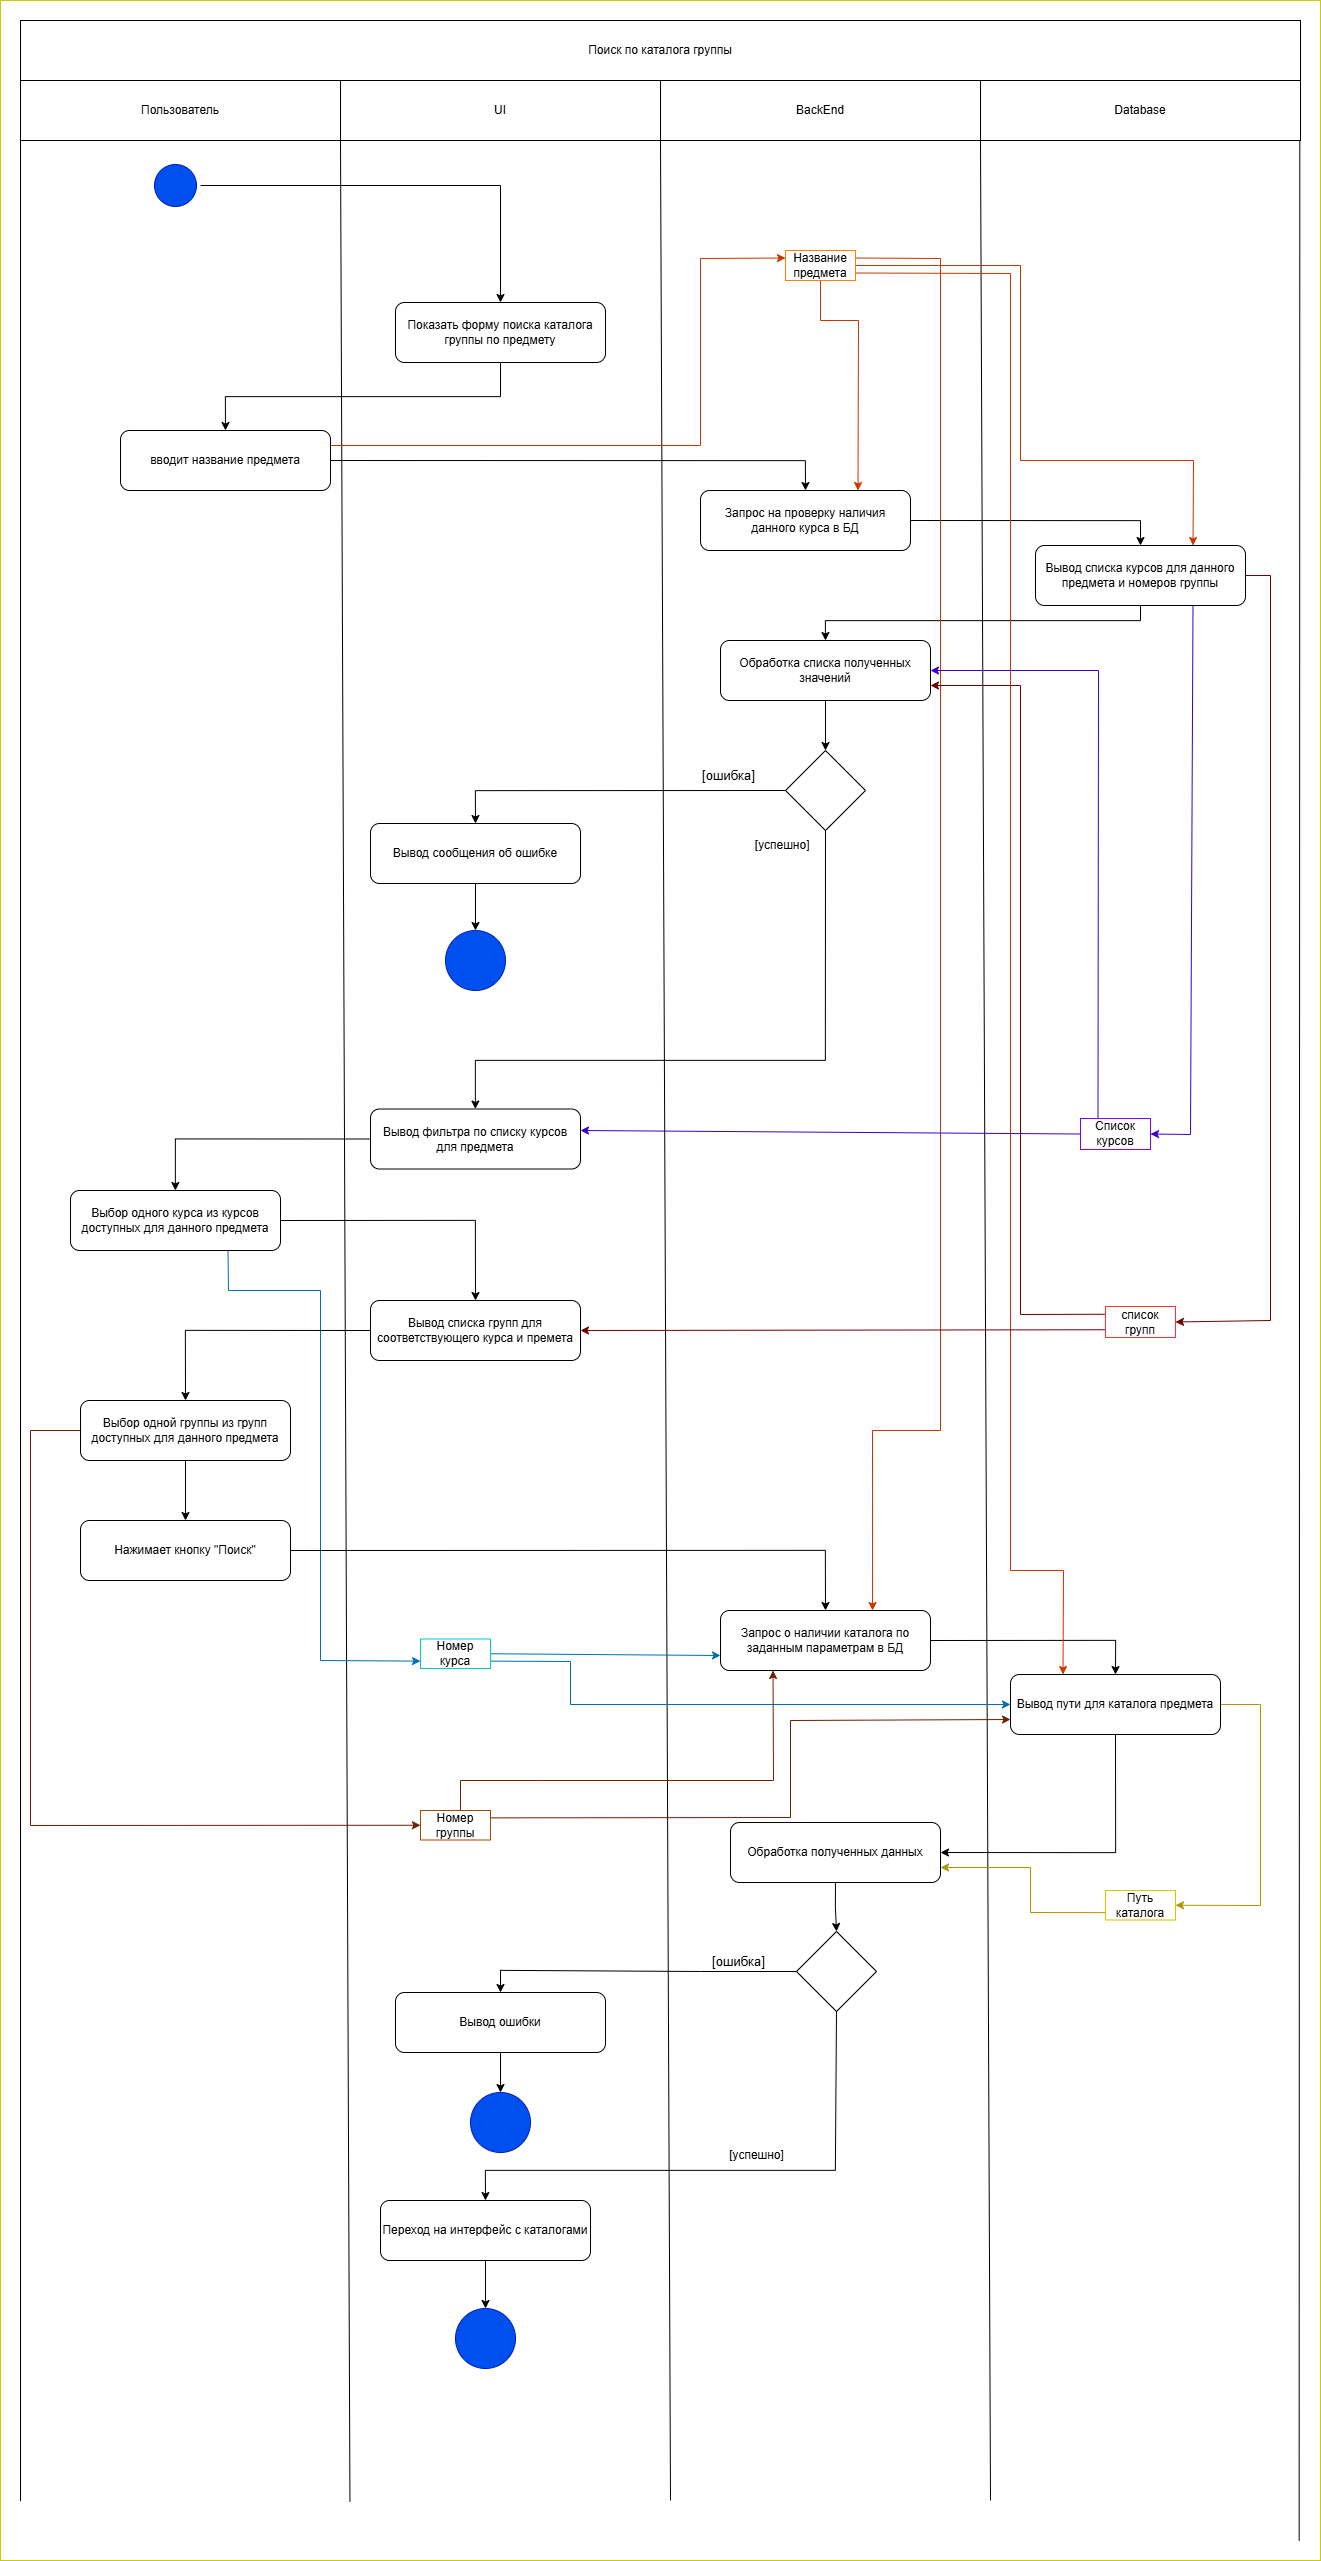 Поиск по каталога группы
Пользователь
UI
BackEnd
Database
Название
предмета
Показать форму поиска каталога
группы по предмету
вводит название предмета
Запрос на проверку наличия
данного курса в БД
Вывод списка курсов для данного
предмета и номеров группы
Обработка списка полученных
значений
[ошибка]
[успешно]
Вывод сообщения об ошибке
Вывод фильтра по списку курсов
для предмета
Список
курсов
Выбор одного курса из курсов
доступных для данного предмета
Вывод списка групп для
соответствующего курса и премета
список
групп
Выбор одной группы из групп
доступных для данного предмета
Нажимает кнопку "Поиск"
Запрос о наличии каталога по
заданным параметрам в БД
Номер
курса
Вывод пути для каталога предмета
Номер
группы
Обработка полученных данных
Путь
каталога
[ошибка]
Вывод ошибки
[успешно]
Переход на интерфейс с каталогами